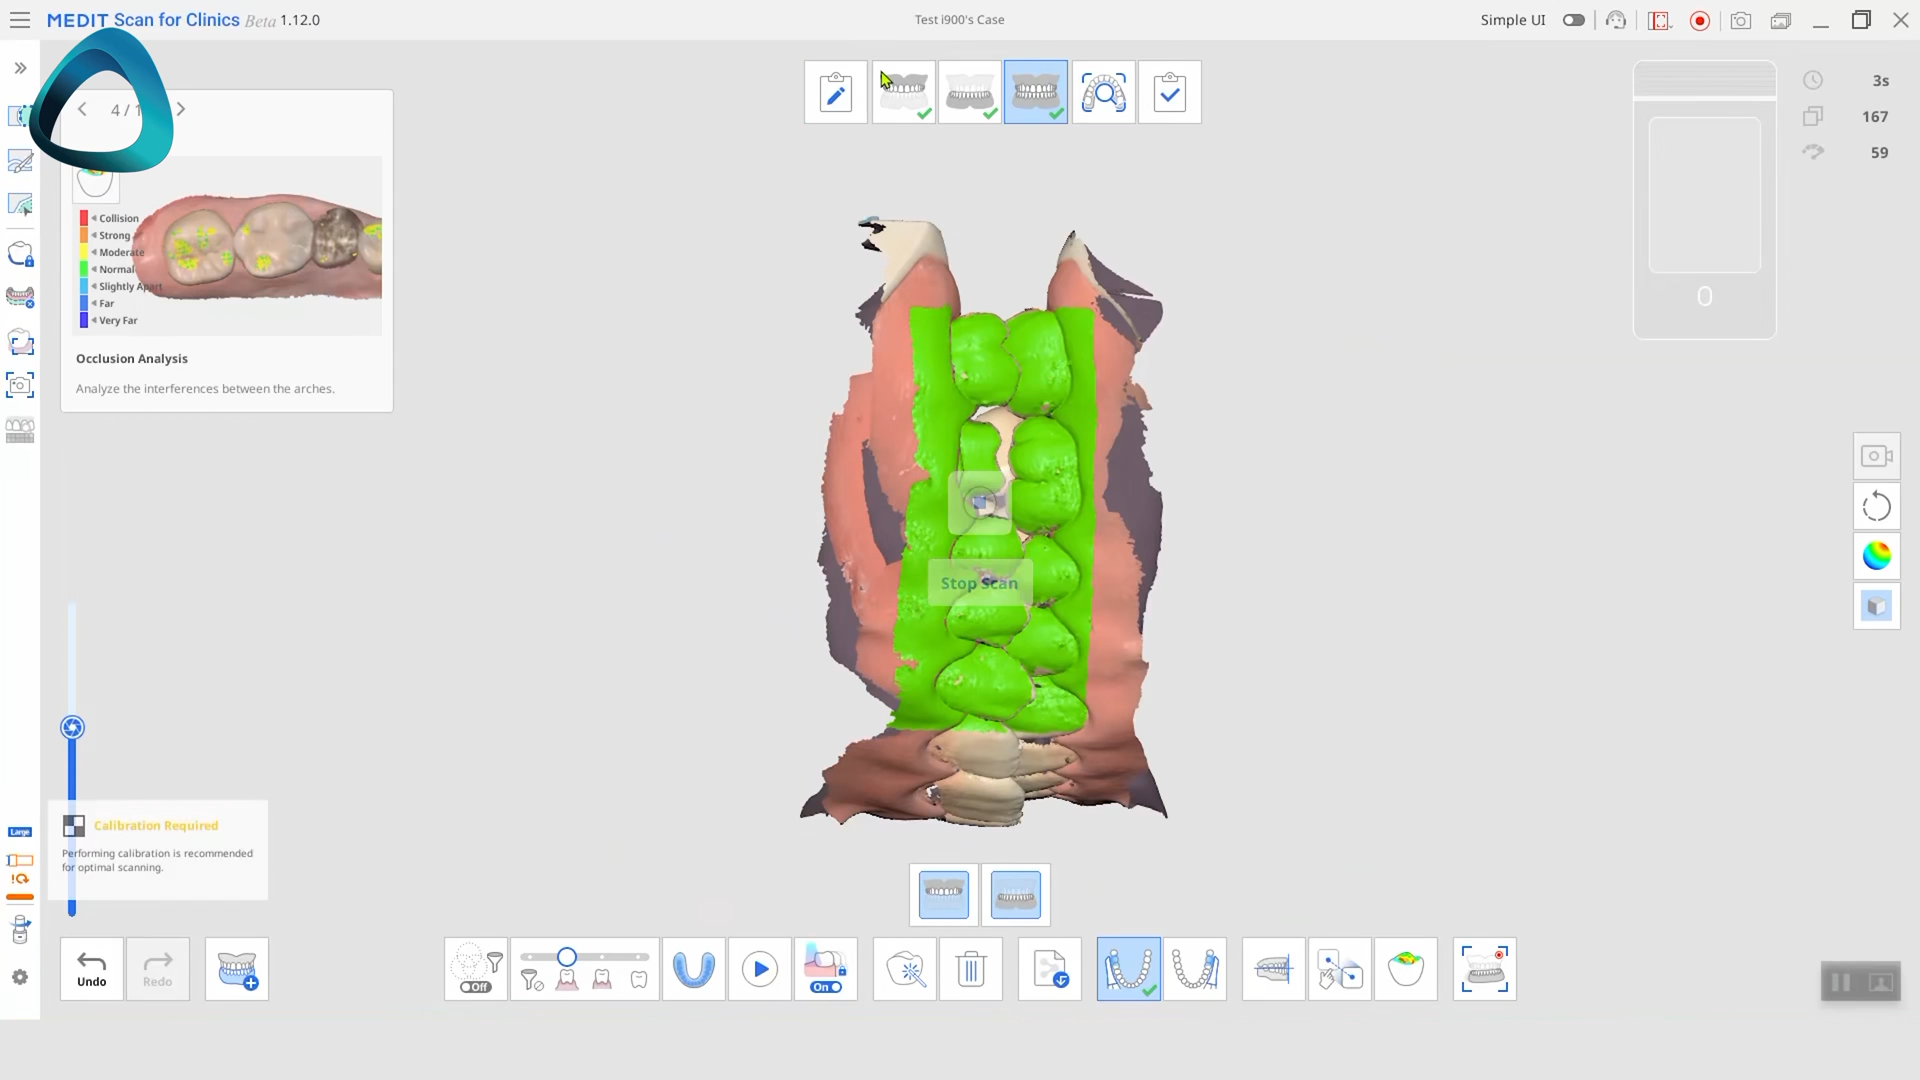 MEDIT Scan for Clinics Beta 1.12.0
Test i900's Case
Simple UI
4 / 1
3s
167
59
0
Collision
Strong
Moderate
Normal
Slightly Apart
Far
Very Far
Occlusion Analysis
Analyze the interferences between the arches.
Stop Scan
Large
Calibration Required
Performing calibration is recommended
for optimal scanning.
Undo
Redo
Off
On